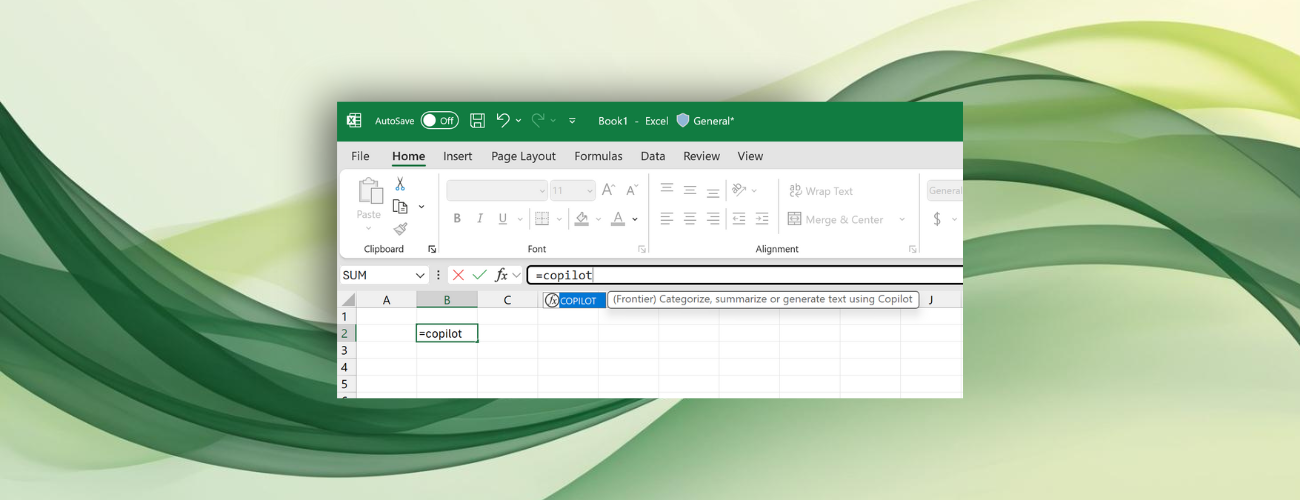 AutoSave Off Book1 - Excel General*
File Home Insert Page Layout Formulas Data Review View
11 A A ab Wrap Text General
Paste B I U A Merge & Center $
Clipboard Font Alignment
SUM fx =copilot
A B C fx COPILOT (Frontier) Categorize, summarize or generate text using Copilot J
1
2 =copilot
3
4
5